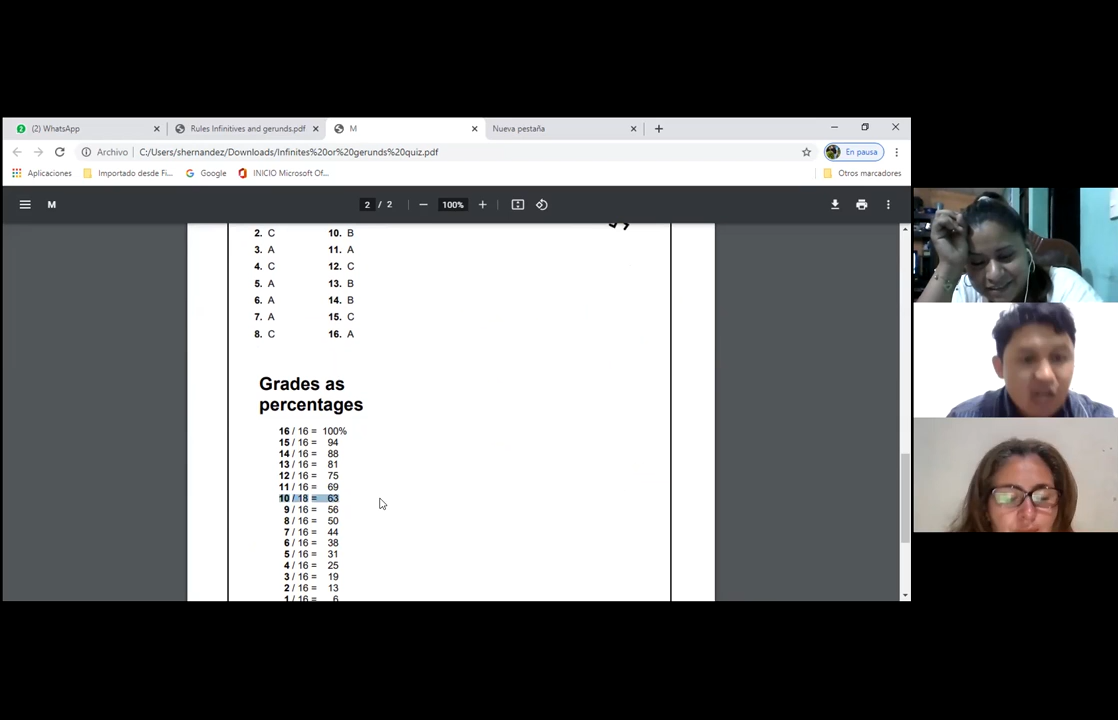 (2) WhatsApp
Rules Infinitives and gerunds.pdf
M
Nueva pestaña
Archivo
C:/Users/shernandez/Downloads/Infinites%20or%20gerunds%20quiz.pdf
En pausa
Aplicaciones
Importado desde Fi...
Google
INICIO Microsoft Of...
Otros marcadores
M
2 / 2
100%
2. C 10. B
3. A 11. A
4. C 12. C
5. A 13. B
6. A 14. B
7. A 15. C
8. C 16. A
Grades as
percentages
16 / 16 = 100%
15 / 16 = 94
14 / 16 = 88
13 / 16 = 81
12 / 16 = 75
11 / 16 = 69
10 / 18 = 63
9 / 16 = 56
8 / 16 = 50
7 / 16 = 44
6 / 16 = 38
5 / 16 = 31
4 / 16 = 25
3 / 16 = 19
2 / 16 = 13
1 / 16 = 6